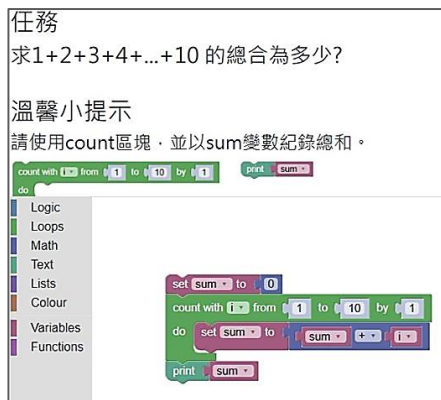 任務
求1+2+3+4+...+10 的總合為多少?
溫馨小提示
請使用count區塊，並以sum變數紀錄總和。
count with i from 1 to 10 by 1
do
print sum
Logic
Loops
Math
Text
Lists
Colour
Variables
Functions
set sum to 0
count with i from 1 to 10 by 1
do set sum to sum + i
print sum